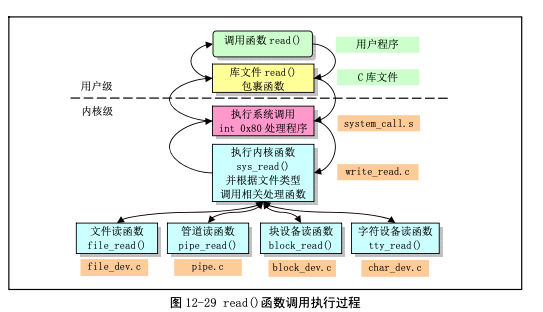 调用函数 read()
用户程序
库文件 read()
包裹函数
C 库文件
用户级
内核级
执行系统调用
int 0x80 处理程序
system_call.s
执行内核函数
sys_read()
并根据文件类型
调用相关处理函数
write_read.c
文件读函数
file_read()
管道读函数
pipe_read()
块设备读函数
block_read()
字符设备读函数
tty_read()
file_dev.c
pipe.c
block_dev.c
char_dev.c
图 12-29 read()函数调用执行过程